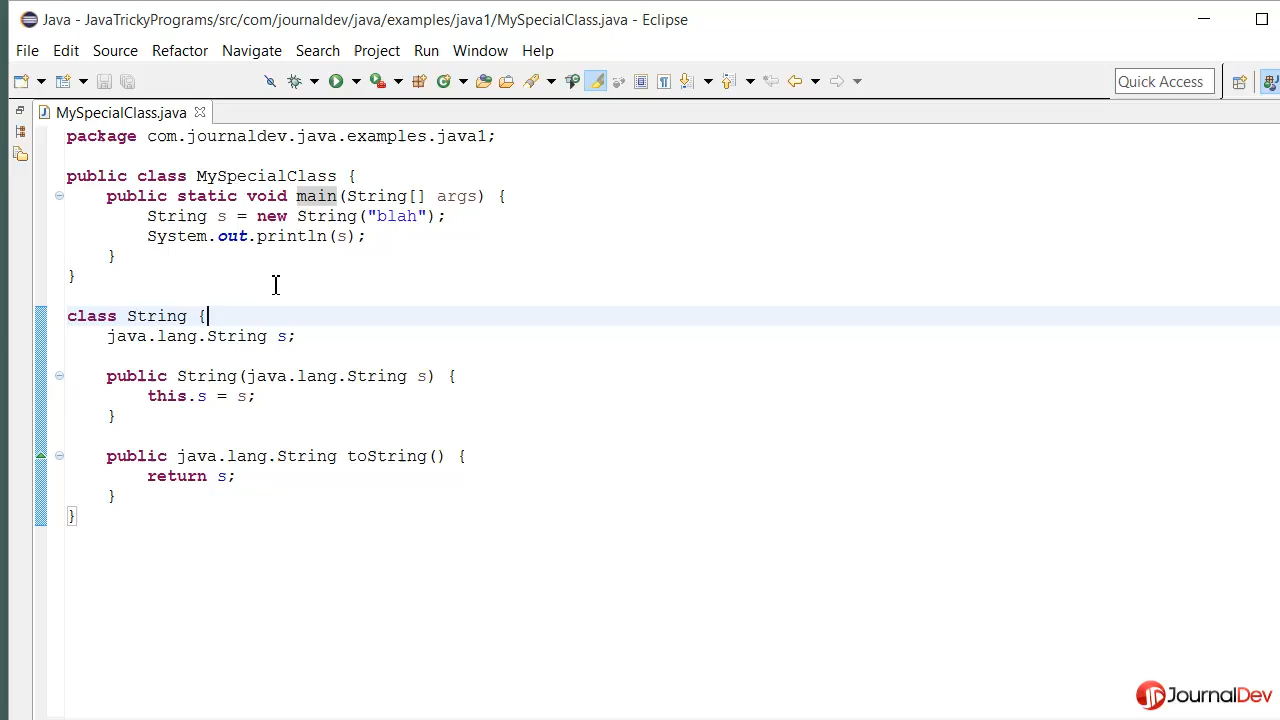 Java - JavaTrickyPrograms/src/com/journaldev/java/examples/java1/MySpecialClass.java - Eclipse
File Edit Source Refactor Navigate Search Project Run Window Help
Quick Access
MySpecialClass.java
package com.journaldev.java.examples.java1;
public class MySpecialClass {
public static void main(String[] args) {
String s = new String("blah");
System.out.println(s);
}
}
class String {
java.lang.String s;
public String(java.lang.String s) {
this.s = s;
}
public java.lang.String toString() {
return s;
}
}
JournalDev